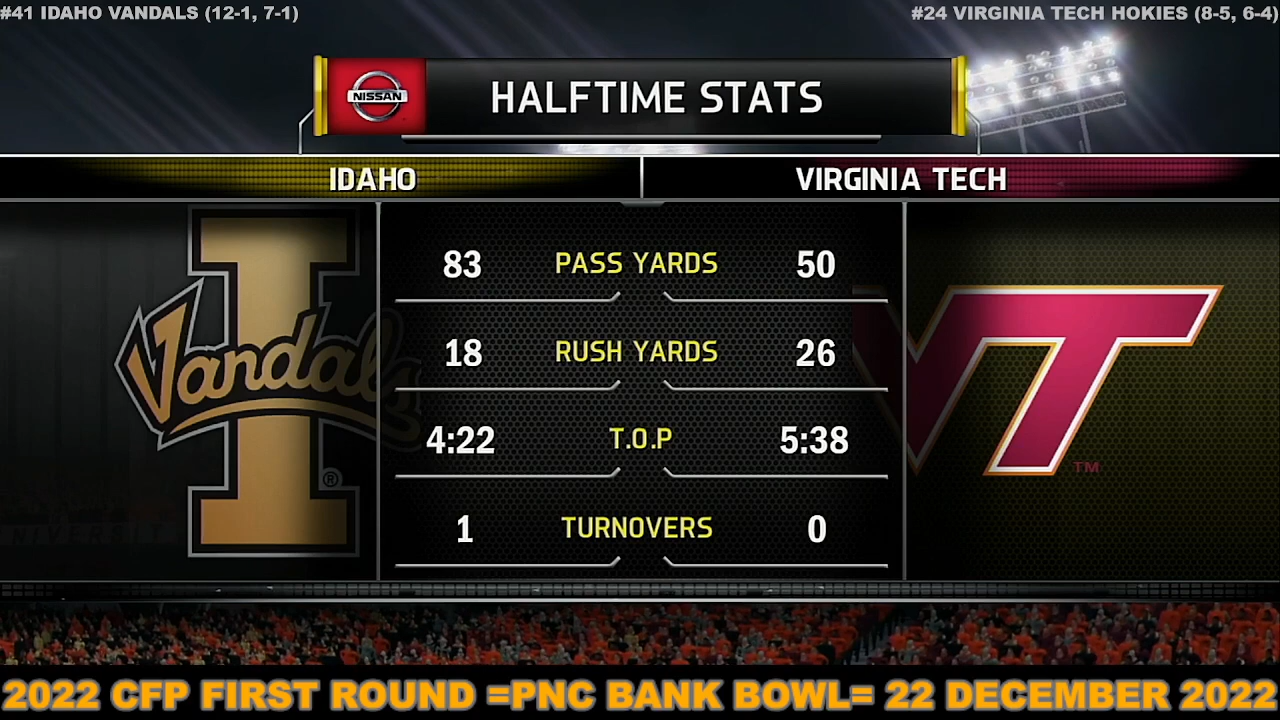 #41 IDAHO VANDALS (12-1, 7-1)
#24 VIRGINIA TECH HOKIES (8-5, 6-4)
NISSAN
HALFTIME STATS
IDAHO
VIRGINIA TECH
83 PASS YARDS 50
18 RUSH YARDS 26
4:22 T.O.P 5:38
1 TURNOVERS 0
I
Vandals
®
VT
TM
2022 CFP FIRST ROUND =PNC BANK BOWL= 22 DECEMBER 2022